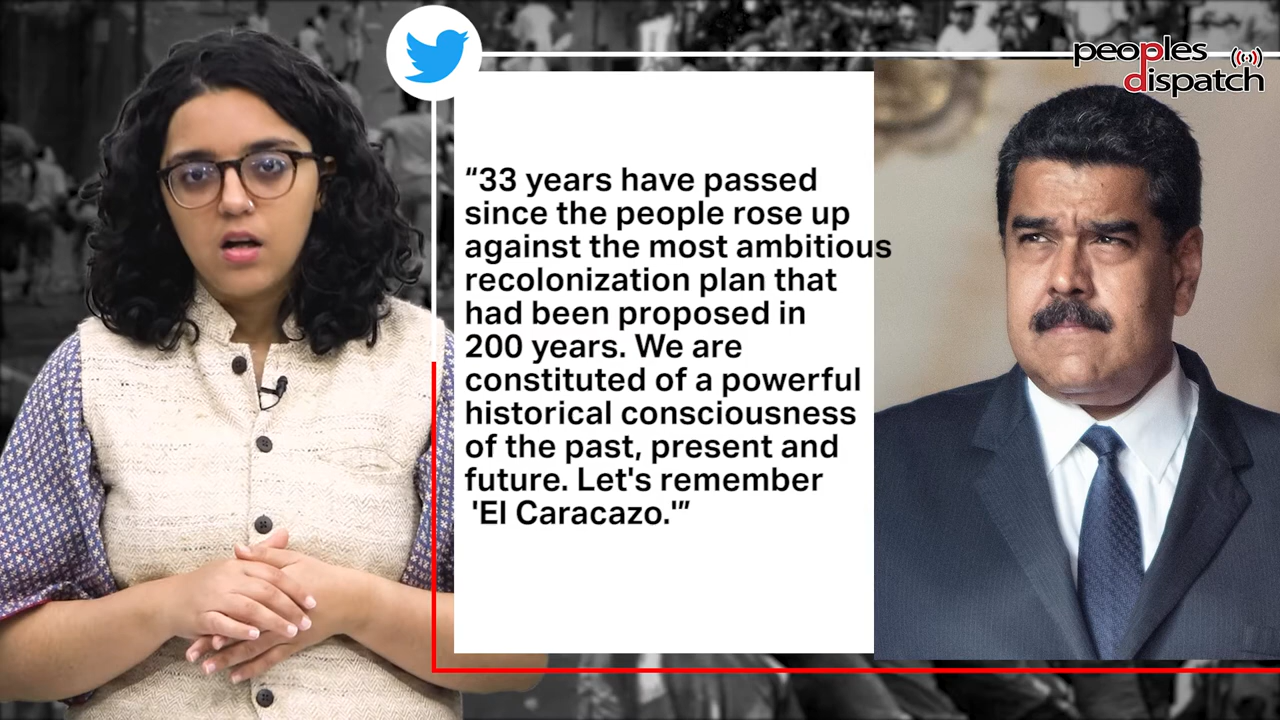 peoples
dispatch
“33 years have passed
since the people rose up
against the most ambitious
recolonization plan that
had been proposed in
200 years. We are
constituted of a powerful
historical consciousness
of the past, present and
future. Let's remember
'El Caracazo.'”